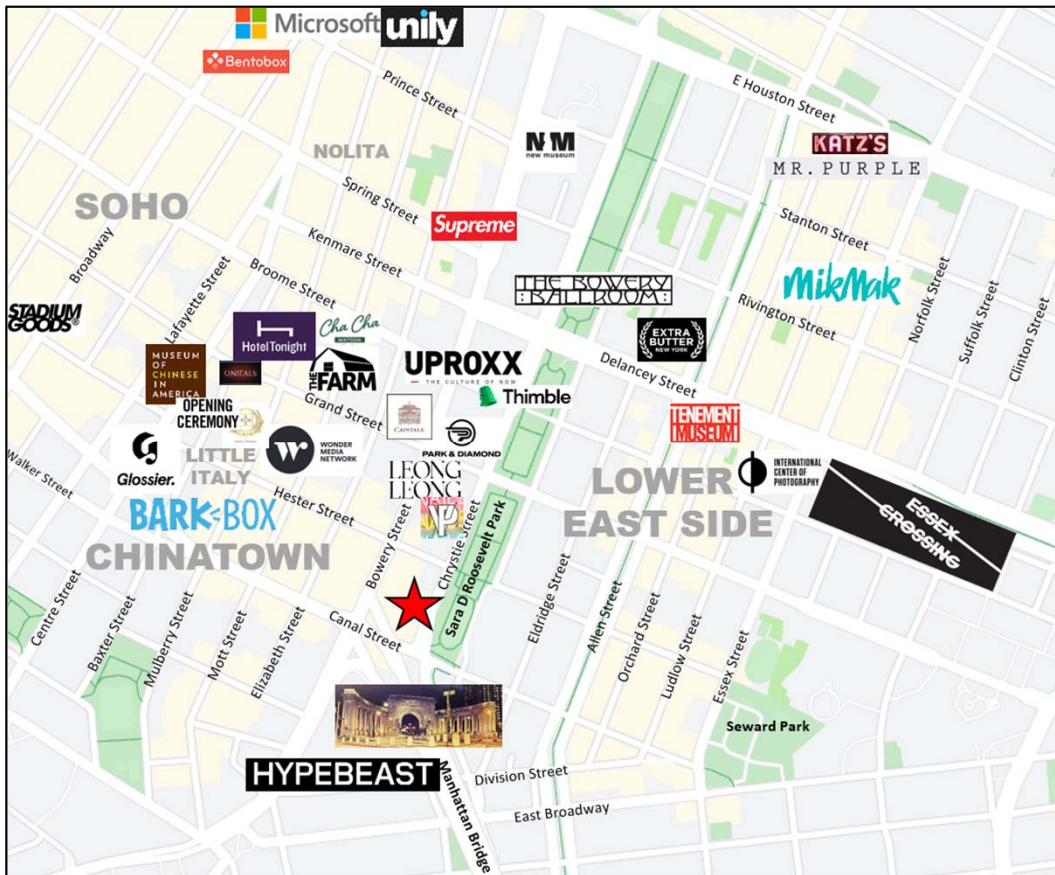 Microsoft
unily
Bentobox
Prince Street
E Houston Street
NEW MUSEUM
KATZ'S
MR. PURPLE
NOLITA
Spring Street
SOHO
Broadway
Supreme
Stanton Street
Kenmare Street
Lafayette Street
Broome Street
MikMak
THE BOWERY
BALLROOM
Rivington Street
Norfolk Street
Suffolk Street
Clinton Street
STADIUM
GOODS
HotelTonight
Cha Cha
MATCHA
EXTRA
BUTTER
NEW YORK
Delancey Street
MUSEUM
OF
CHINESE
IN
AMERICA
THE
FARM
UPROXX
THE CULTURE OF NOW
Thimble
Grand Street
CAPITALE
TENEMENT
MUSEUM
OPENING
CEREMONY
PARK & DIAMOND
Glossier.
LITTLE
ITALY
WONDER
MEDIA
NETWORK
LEONG
LEONG
INTERNATIONAL
CENTER OF
PHOTOGRAPHY
LOWER
EAST SIDE
ESSEX
CROSSING
Walker Street
Hester Street
BARKBOX
CHINATOWN
Bowery Street
Chrystie Street
Sara D Roosevelt Park
Eldridge Street
Allen Street
Orchard Street
Ludlow Street
Essex Street
Centre Street
Baxter Street
Mulberry Street
Mott Street
Elizabeth Street
Canal Street
Seward Park
HYPEBEAST
Manhattan Bridge
Division Street
East Broadway